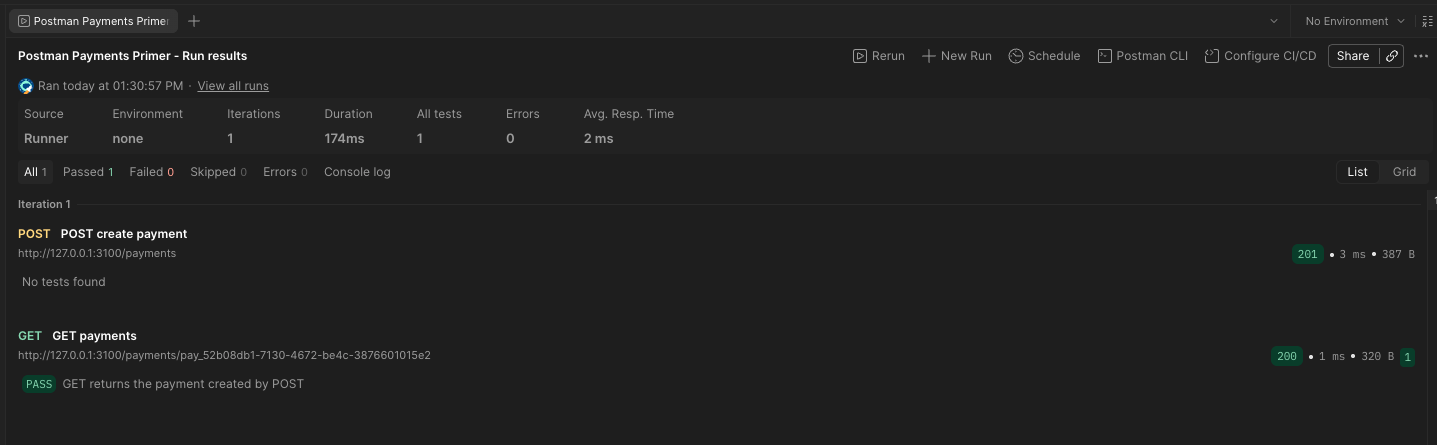 Postman Payments Primer
No Environment
Postman Payments Primer - Run results
Rerun New Run Schedule Postman CLI Configure CI/CD Share
Ran today at 01:30:57 PM · View all runs
Source Environment Iterations Duration All tests Errors Avg. Resp. Time
Runner none 1 174ms 1 0 2 ms
All 1 Passed 1 Failed 0 Skipped 0 Errors 0 Console log List Grid
Iteration 1
POST POST create payment
http://127.0.0.1:3100/payments 201 • 3 ms • 387 B
No tests found
GET GET payments
http://127.0.0.1:3100/payments/pay_52b08db1-7130-4672-be4c-3876601015e2 200 • 1 ms • 320 B 1
PASS GET returns the payment created by POST